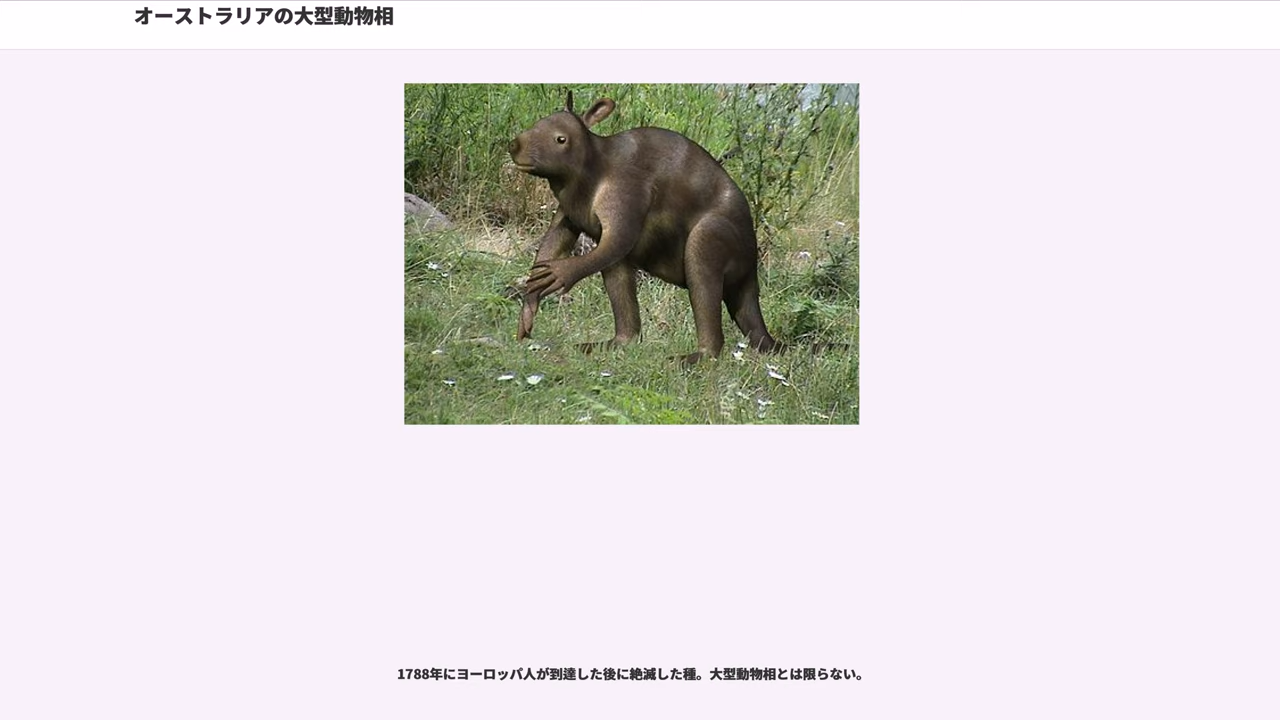 オーストラリアの大型動物相
1788年にヨーロッパ人が到達した後に絶滅した種。大型動物相とは限らない。